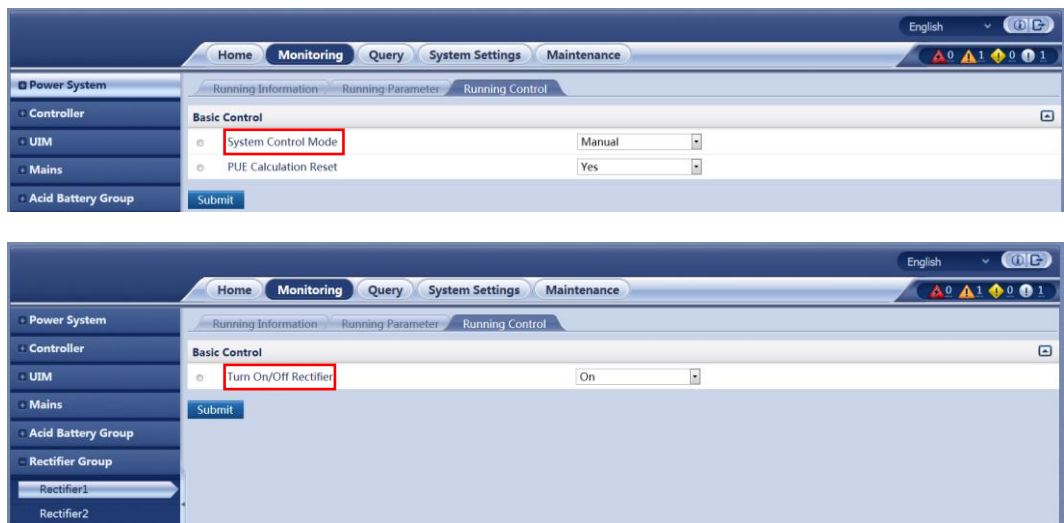 English
Home Monitoring Query System Settings Maintenance
0 1 0 1
Power System
Running Information Running Parameter Running Control
Controller
Basic Control
UIM
System Control Mode Manual
Mains
PUE Calculation Reset Yes
Acid Battery Group
Submit
English
Home Monitoring Query System Settings Maintenance
0 1 0 1
Power System
Running Information Running Parameter Running Control
Controller
Basic Control
UIM
Turn On/Off Rectifier On
Mains
Submit
Acid Battery Group
Rectifier Group
Rectifier1
Rectifier2